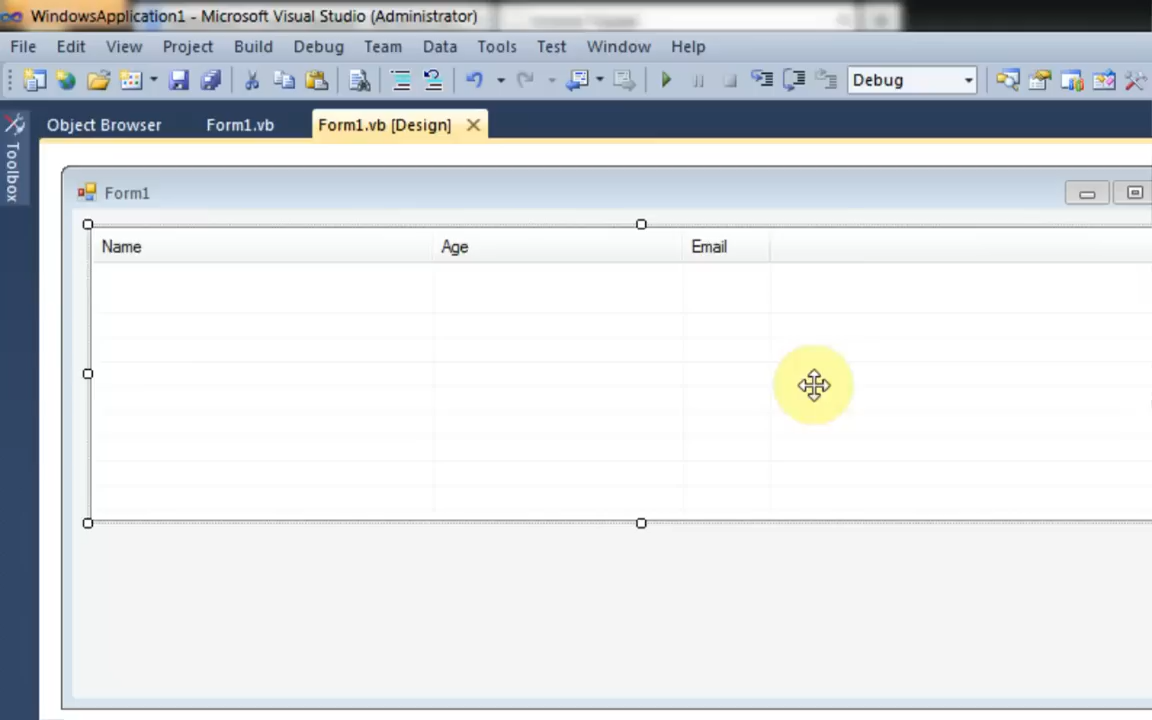 WindowsApplication1 - Microsoft Visual Studio (Administrator)
File Edit View Project Build Debug Team Data Tools Test Window Help
Debug
Toolbox
Object Browser Form1.vb Form1.vb [Design]
Form1
Name Age Email